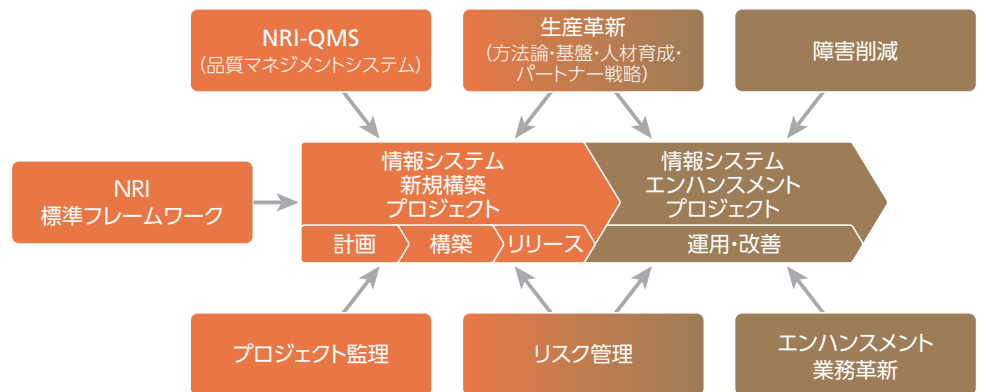 NRI-QMS
(品質マネジメントシステム)
生産革新
(方法論・基盤・人材育成・
パートナー戦略)
障害削減
NRI
標準フレームワーク
情報システム
新規構築
プロジェクト
情報システム
エンハンスメント
プロジェクト
計画
構築
リリース
運用・改善
プロジェクト監理
リスク管理
エンハンスメント
業務革新